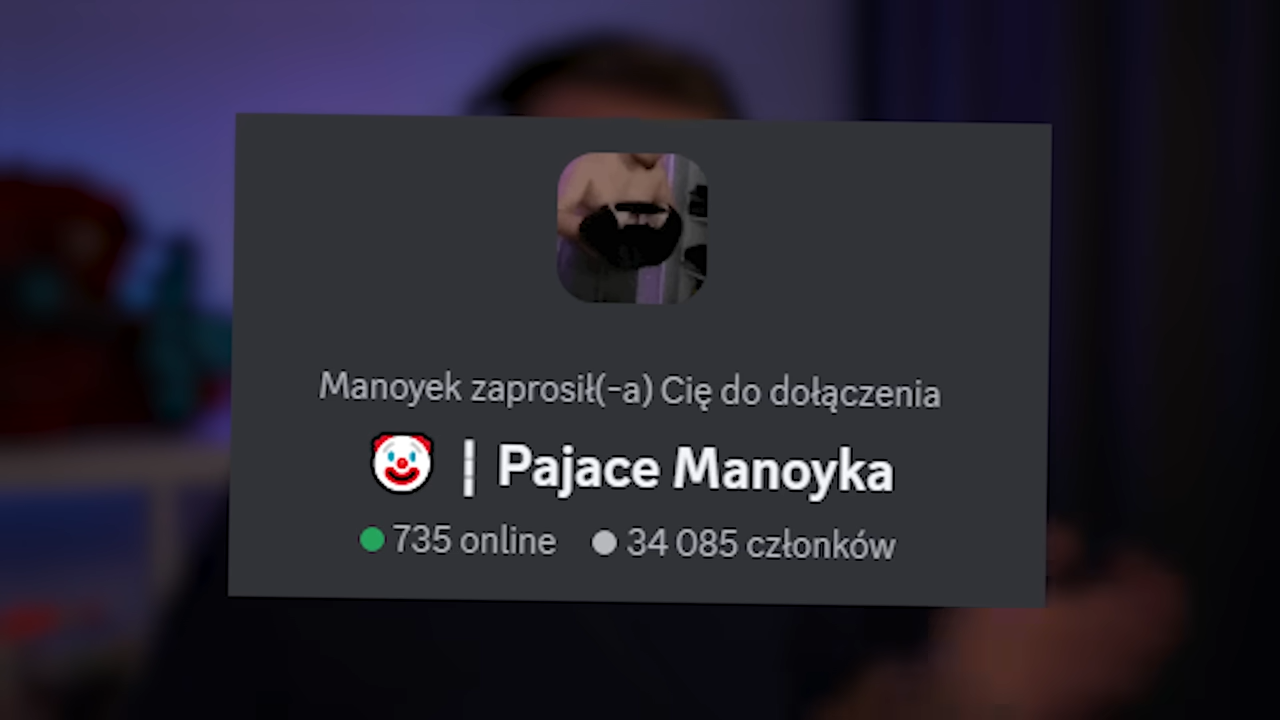 Manoyek zaprosił(-a) Cię do dołączenia
🤡 ¦ Pajace Manoyka
735 online 34 085 członków